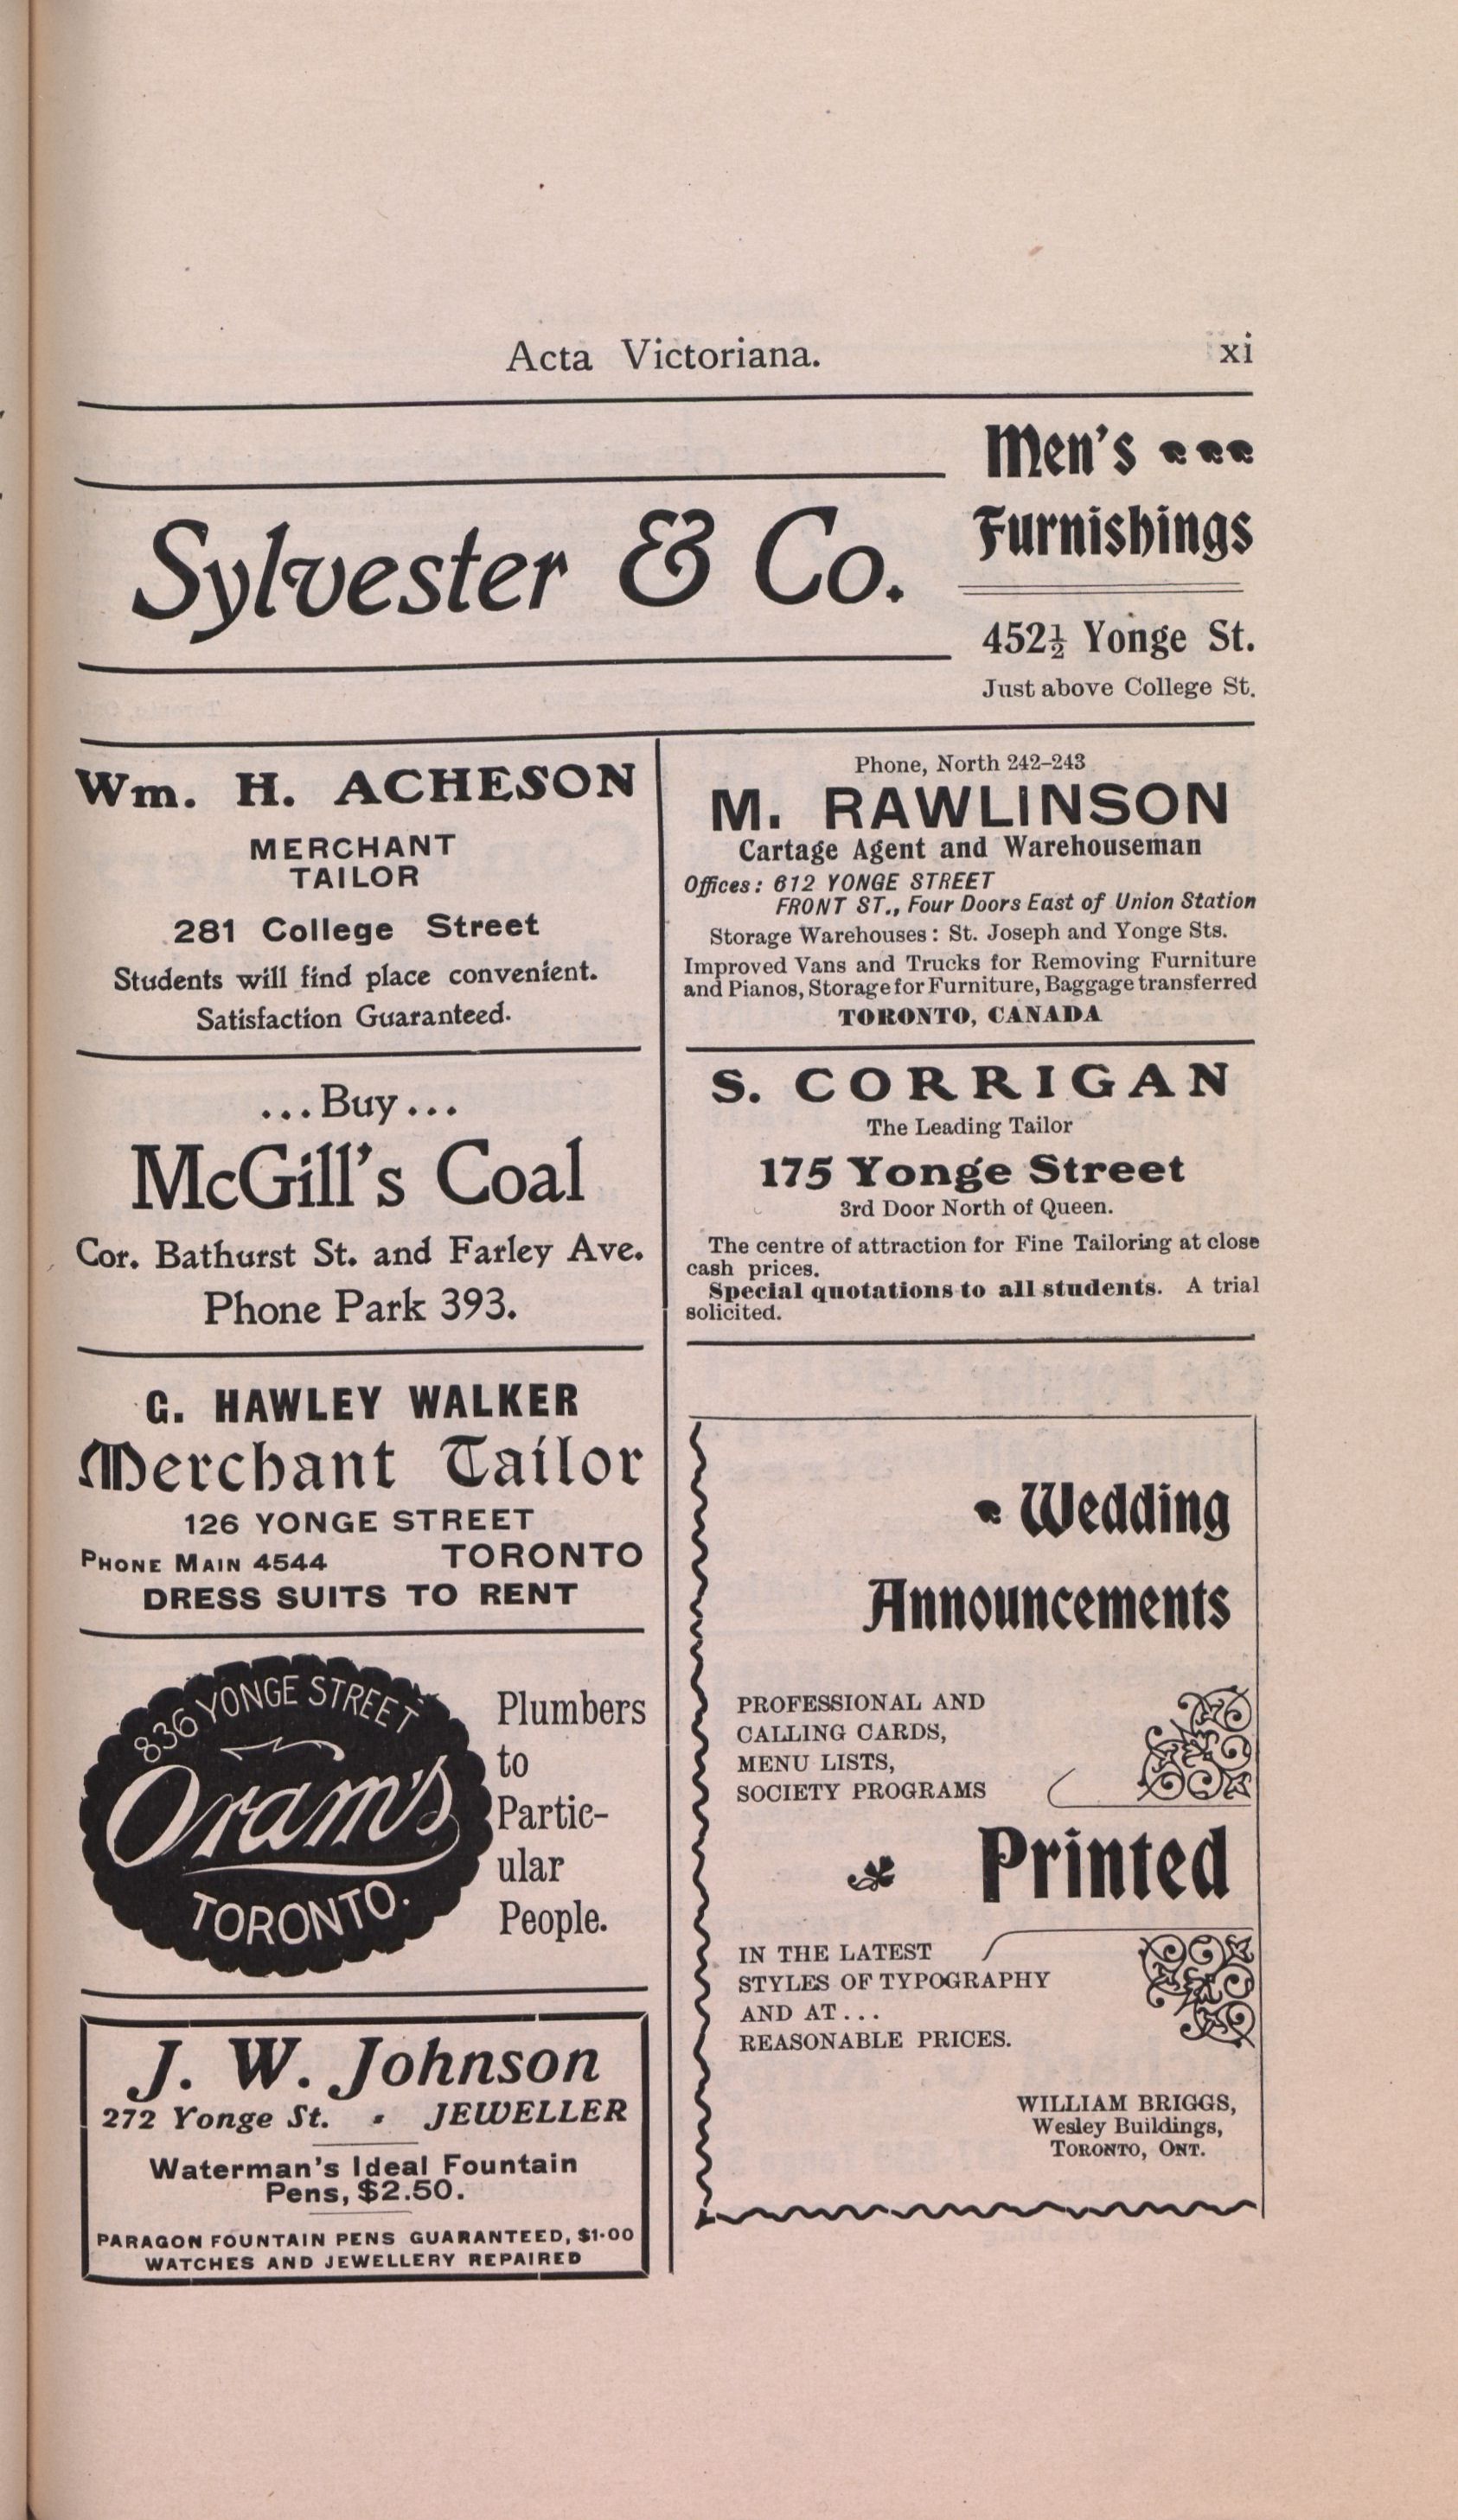 Acta Victoriana. xi
Sylvester & Co.
Men's
Furnishings
452½ Yonge St.
Just above College St.
Wm. H. ACHESON
MERCHANT
TAILOR
281 College Street
Students will find place convenient.
Satisfaction Guaranteed.
...Buy...
McGill's Coal
Cor. Bathurst St. and Farley Ave.
Phone Park 393.
G. HAWLEY WALKER
Merchant Tailor
126 YONGE STREET
PHONE MAIN 4544 TORONTO
DRESS SUITS TO RENT
836 YONGE STREET
Oram's
TORONTO.
Plumbers
to
Partic-
ular
People.
J. W. Johnson
272 Yonge St. • JEWELLER
Waterman's Ideal Fountain
Pens, $2.50.
PARAGON FOUNTAIN PENS GUARANTEED, $1.00
WATCHES AND JEWELLERY REPAIRED
Phone, North 242–243
M. RAWLINSON
Cartage Agent and Warehouseman
Offices: 612 YONGE STREET
FRONT ST., Four Doors East of Union Station
Storage Warehouses: St. Joseph and Yonge Sts.
Improved Vans and Trucks for Removing Furniture
and Pianos, Storage for Furniture, Baggage transferred
TORONTO, CANADA
S. CORRIGAN
The Leading Tailor
175 Yonge Street
3rd Door North of Queen.
The centre of attraction for Fine Tailoring at close
cash prices.
Special quotations to all students. A trial
solicited.
Wedding
Announcements
PROFESSIONAL AND
CALLING CARDS,
MENU LISTS,
SOCIETY PROGRAMS
Printed
IN THE LATEST
STYLES OF TYPOGRAPHY
AND AT...
REASONABLE PRICES.
WILLIAM BRIGGS,
Wesley Buildings,
TORONTO, ONT.